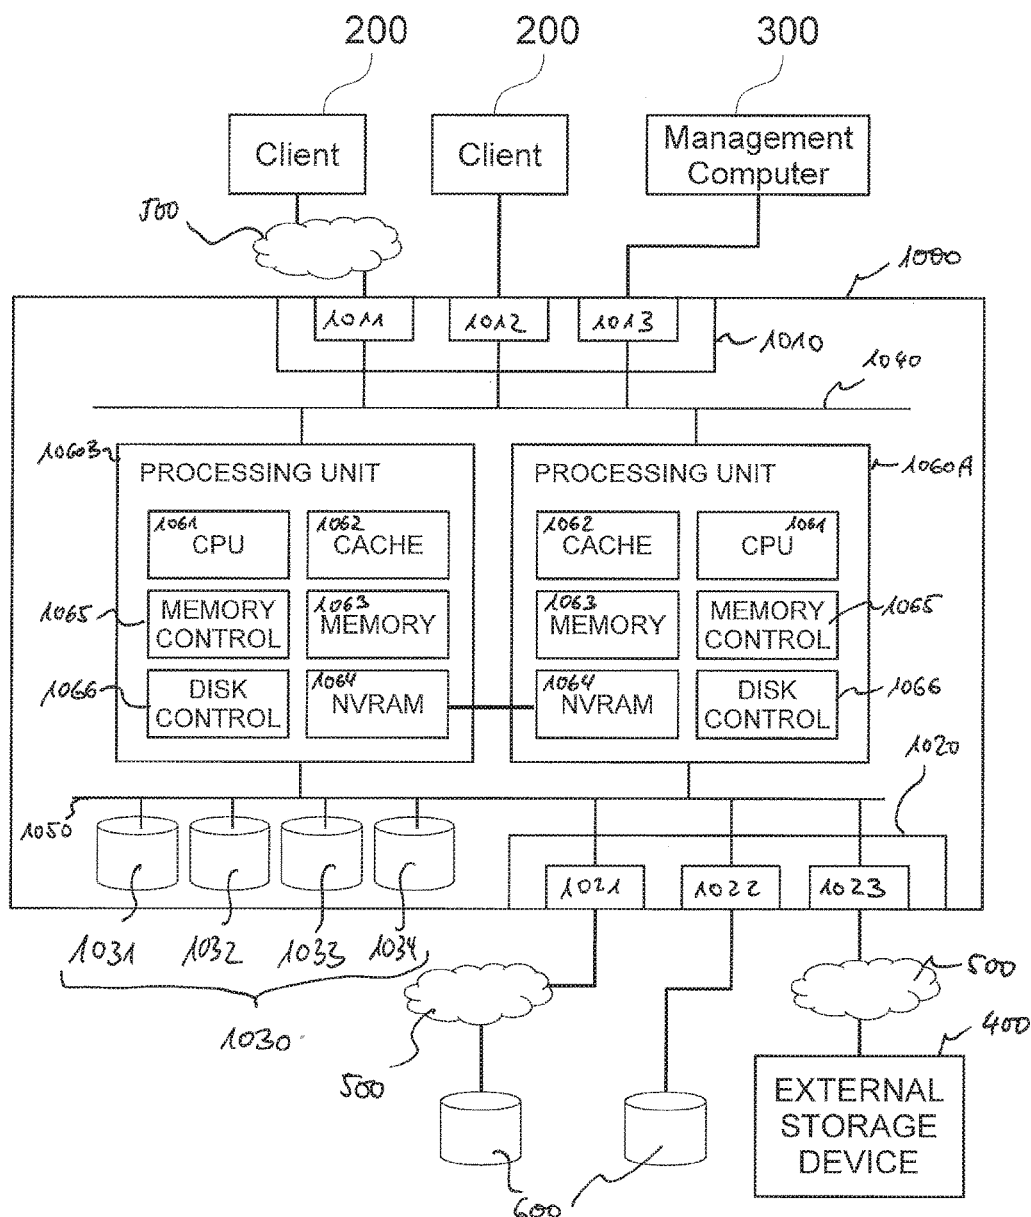 200 200 300
Client Client Management
Computer
500
1000
1011 1012 1013
1010
1040
1060B 1060A
PROCESSING UNIT PROCESSING UNIT
1061 1062 1062 1061
CPU CACHE CACHE CPU
1065 MEMORY CONTROL 1063 MEMORY 1063 MEMORY MEMORY CONTROL 1065
1066 DISK CONTROL 1064 NVRAM 1064 NVRAM DISK CONTROL 1066
1020
1050
1021 1022 1023
1031 1032 1033 1034
1030
500
500
400
EXTERNAL
STORAGE
DEVICE
600